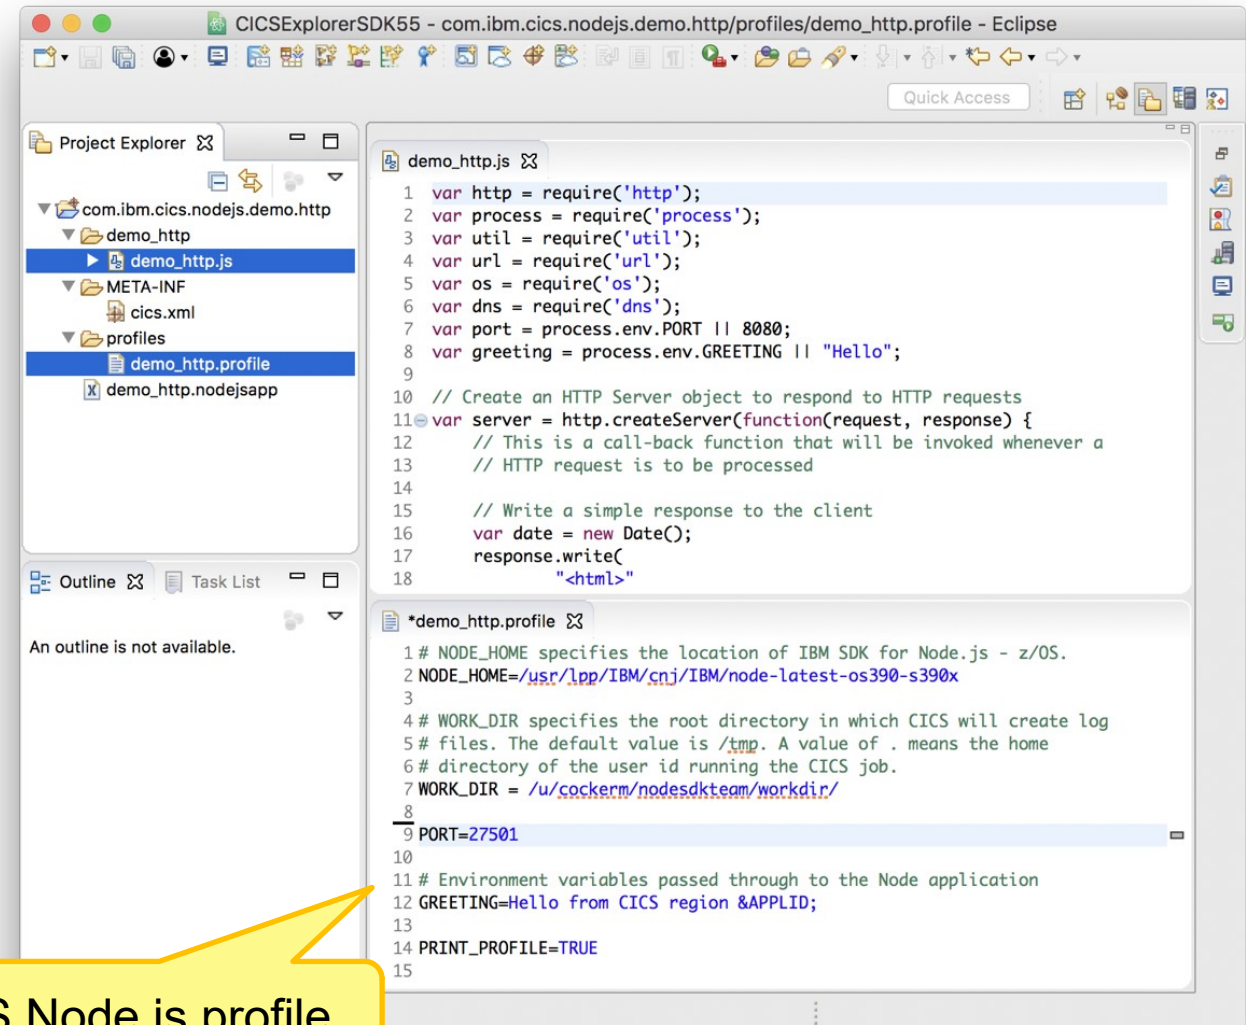 CICSExplorerSDK55 - com.ibm.cics.nodejs.demo.http/profiles/demo_http.profile - Eclipse
Quick Access
Project Explorer
com.ibm.cics.nodejs.demo.http
demo_http
demo_http.js
META-INF
cics.xml
profiles
demo_http.profile
demo_http.nodejsapp
demo_http.js
1 var http = require('http');
2 var process = require('process');
3 var util = require('util');
4 var url = require('url');
5 var os = require('os');
6 var dns = require('dns');
7 var port = process.env.PORT || 8080;
8 var greeting = process.env.GREETING || "Hello";
9
10 // Create an HTTP Server object to respond to HTTP requests
11 var server = http.createServer(function(request, response) {
12 // This is a call-back function that will be invoked whenever a
13 // HTTP request is to be processed
14
15 // Write a simple response to the client
16 var date = new Date();
17 response.write(
18 "<html>"
Outline Task List
An outline is not available.
*demo_http.profile
1 # NODE_HOME specifies the location of IBM SDK for Node.js - z/OS.
2 NODE_HOME=/usr/lpp/IBM/cnj/IBM/node-latest-os390-s390x
3
4 # WORK_DIR specifies the root directory in which CICS will create log
5 # files. The default value is /tmp. A value of . means the home
6 # directory of the user id running the CICS job.
7 WORK_DIR = /u/cockerm/nodesdkteam/workdir/
8
9 PORT=27501
10
11 # Environment variables passed through to the Node application
12 GREETING=Hello from CICS region &APPLID;
13
14 PRINT_PROFILE=TRUE
15
S Node.js profile